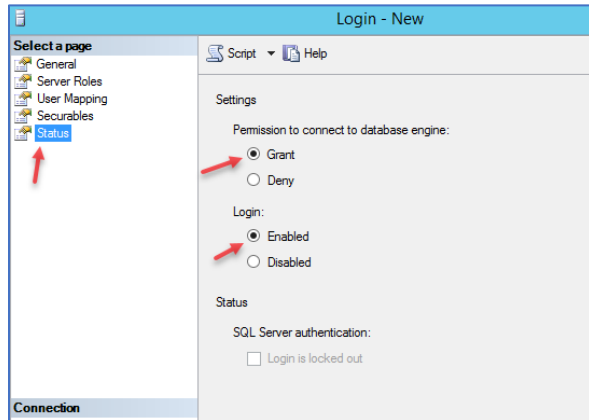 Login - New
Select a page
General
Server Roles
User Mapping
Securables
Status
Script Help
Settings
Permission to connect to database engine:
Grant
Deny
Login:
Enabled
Disabled
Status
SQL Server authentication:
Login is locked out
Connection